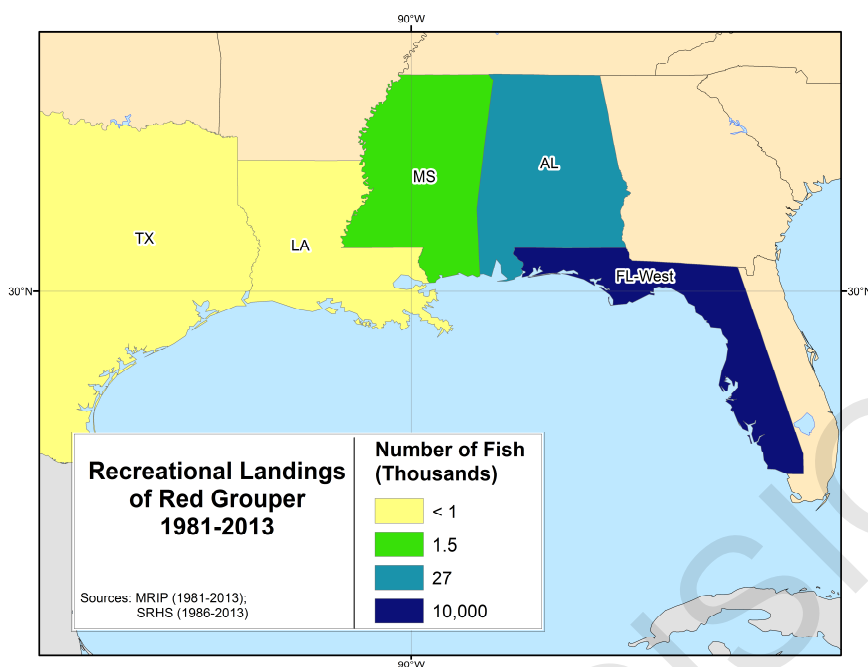 90°W
MS
AL
TX
LA
FL-West
30°N
30°N
Recreational Landings
of Red Grouper
1981-2013
Sources: MRIP (1981-2013);
SRHS (1986-2013)
Number of Fish
(Thousands)
< 1
1.5
27
10,000
90°W